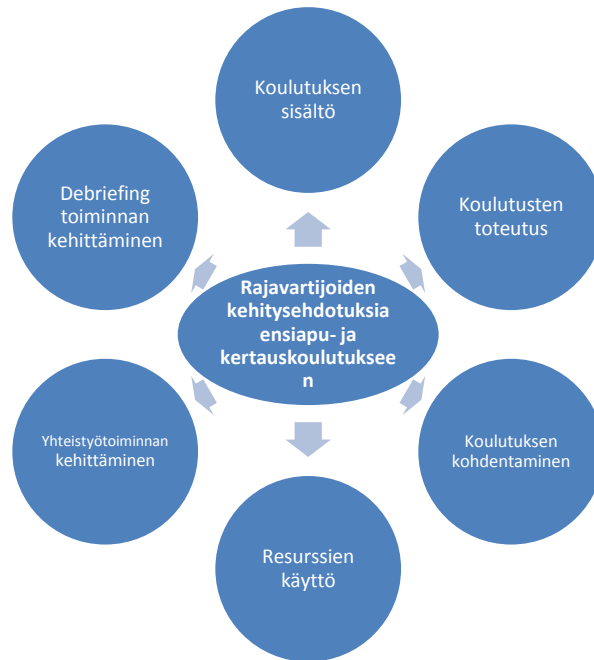 Koulutuksen
sisältö
Debriefing
toiminnan
kehittäminen
Koulutusten
toteutus
Rajavartijoiden
kehitysehdotuksia
ensiapu- ja
kertauskoulutuksee
n
Yhteistyötoiminnan
kehittäminen
Koulutuksen
kohdentaminen
Resurssien
käyttö